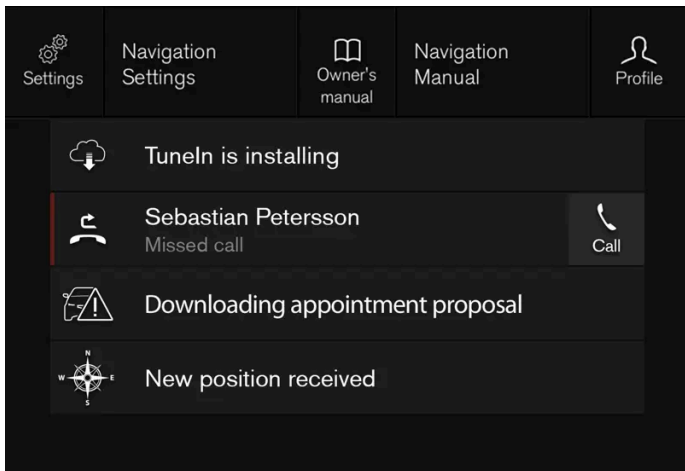 Settings
Navigation
Settings
Owner's
manual
Navigation
Manual
Profile
TuneIn is installing
Sebastian Petersson
Missed call
Call
Downloading appointment proposal
N
W
E
S
New position received